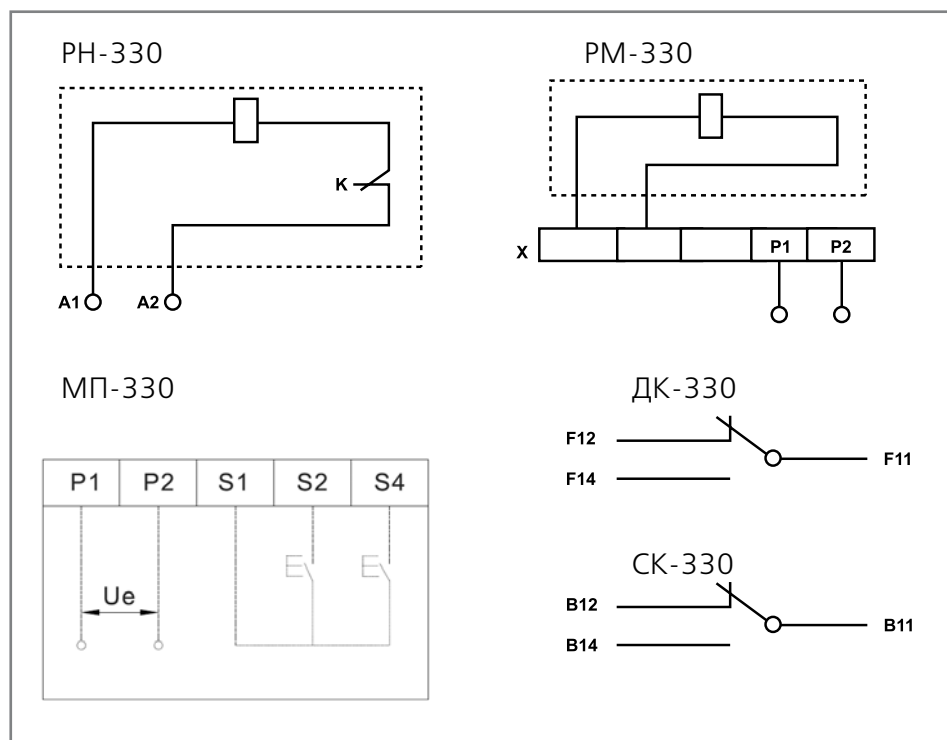 РН-330
РМ-330
K
X
P1
P2
A1
A2
МП-330
ДК-330
P1
P2
S1
S2
S4
Ue
F12
F11
F14
СК-330
B12
B11
B14